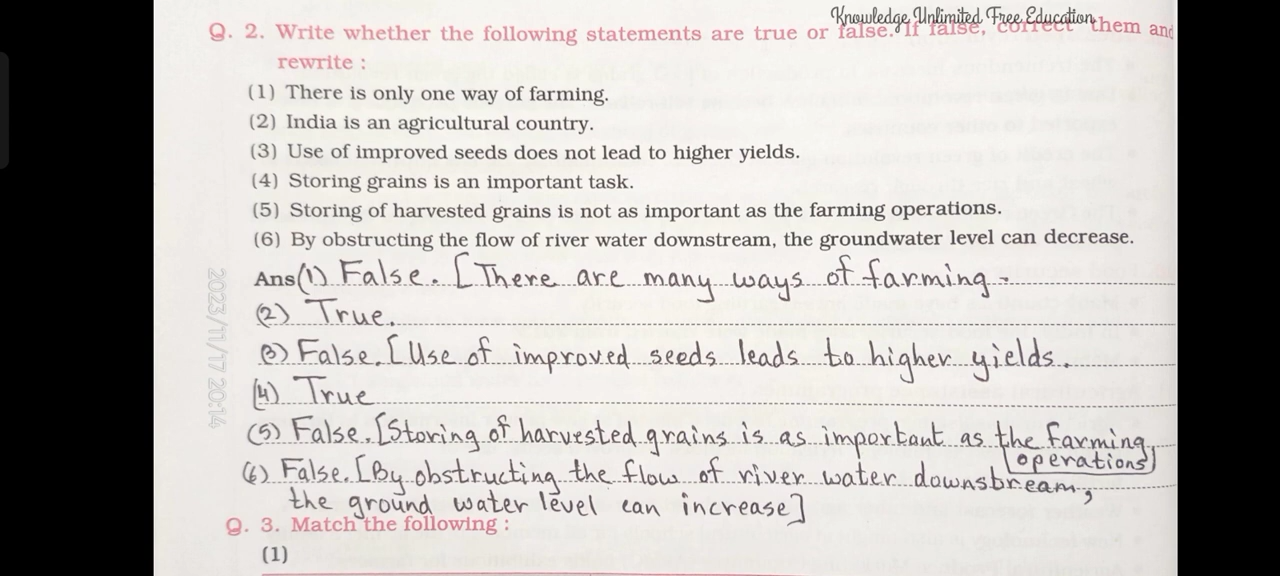 Knowledge Unlimited Free Education
Q. 2. Write whether the following statements are true or false. If false, correct them and
rewrite :
(1) There is only one way of farming.
(2) India is an agricultural country.
(3) Use of improved seeds does not lead to higher yields.
(4) Storing grains is an important task.
(5) Storing of harvested grains is not as important as the farming operations.
(6) By obstructing the flow of river water downstream, the groundwater level can decrease.
Ans (1) False. [There are many ways of farming.
(2) True.
(3) False. [Use of improved seeds leads to higher yields.
(4) True
(5) False. [Storing of harvested grains is as important as the farming
operations]
(6) False. [By obstructing the flow of river water downstream,
the ground water level can increase]
Q. 3. Match the following :
(1)
2023/11/17 20:14